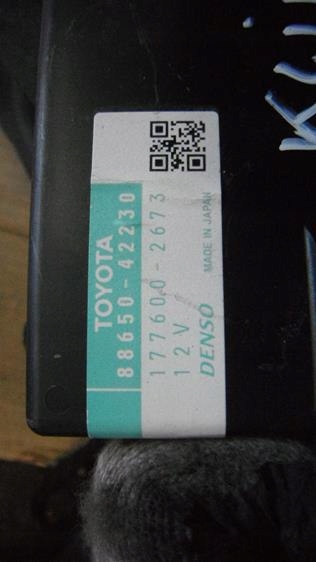 TOYOTA
88650-42230
177600-2673
12V
DENSO MADE IN JAPAN